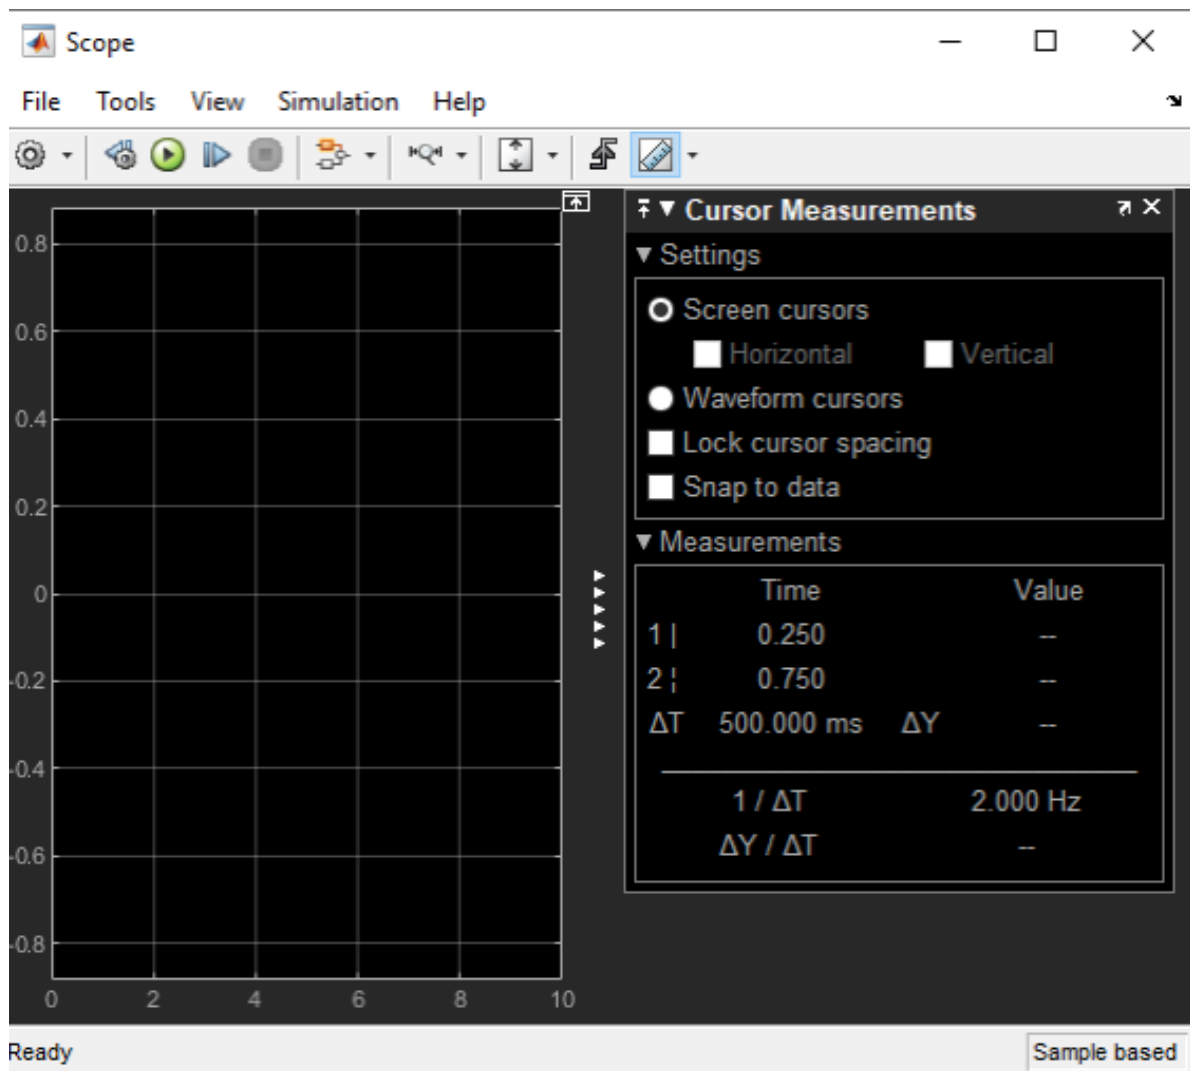 Scope
File Tools View Simulation Help
0.8
0.6
0.4
0.2
0
-0.2
-0.4
-0.6
-0.8
0 2 4 6 8 10
Cursor Measurements
Settings
Screen cursors
Horizontal Vertical
Waveform cursors
Lock cursor spacing
Snap to data
Measurements
Time Value
1 | 0.250 --
2 ¦ 0.750 --
ΔT 500.000 ms ΔY --
1 / ΔT 2.000 Hz
ΔY / ΔT --
Ready Sample based